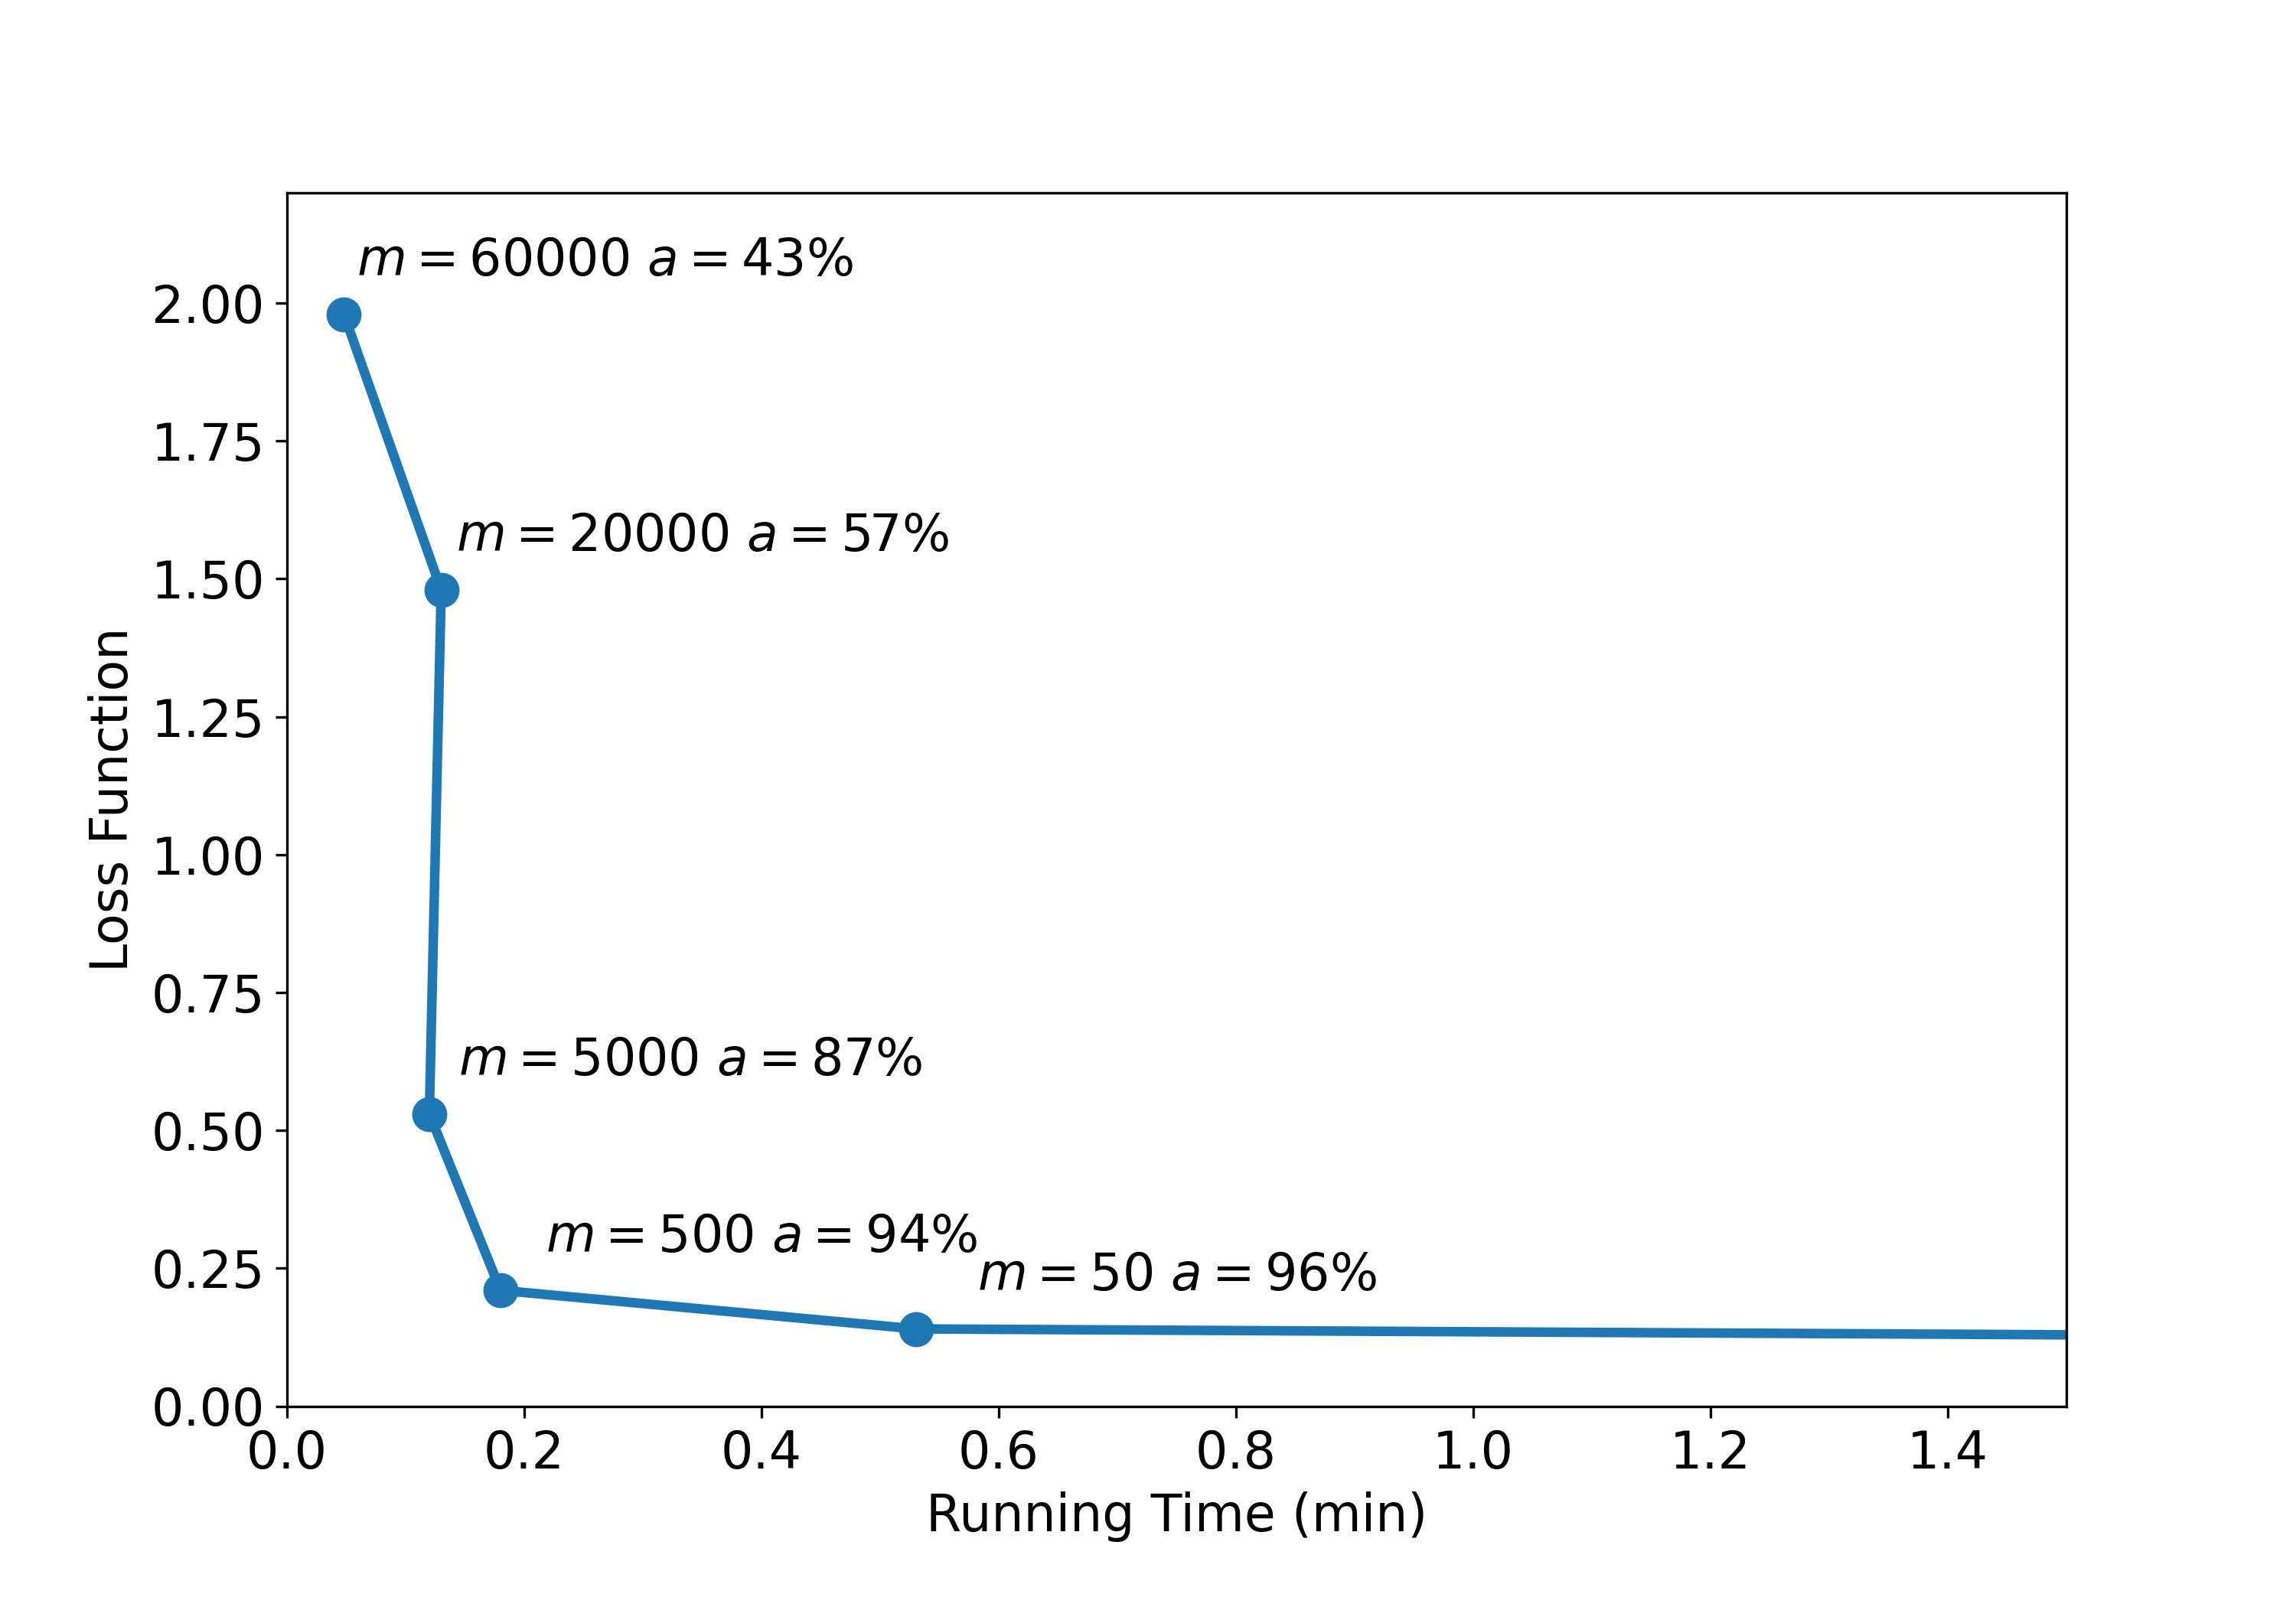 m = 60000 a = 43%
2.00
1.75
m = 20000 a = 57%
1.50
1.25
Loss Function
1.00
0.75
m = 5000 a = 87%
0.50
m = 500 a = 94%
m = 50 a = 96%
0.25
0.00
0.0 0.2 0.4 0.6 0.8 1.0 1.2 1.4
Running Time (min)